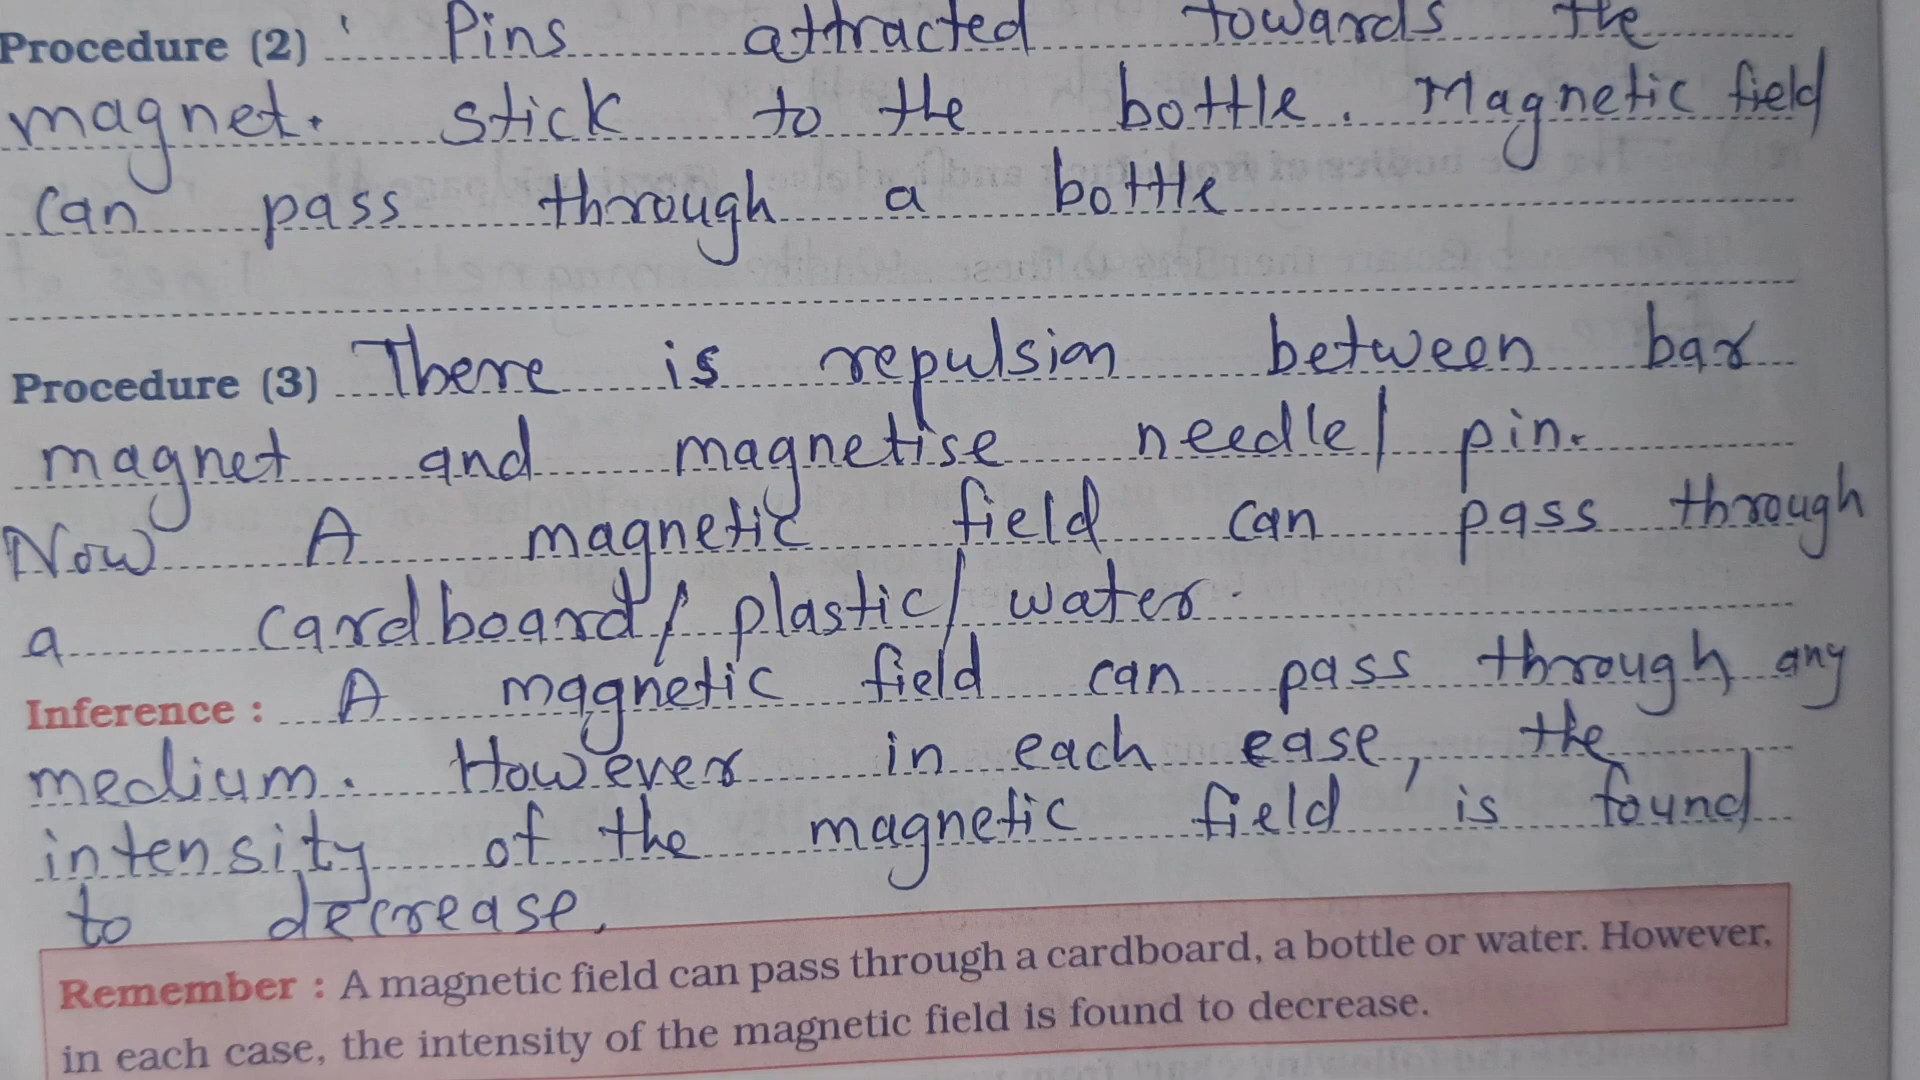 Procedure (2) Pins attracted towards the
magnet. stick to the bottle. Magnetic field
can pass through a bottle
Procedure (3) There is repulsion between bar
magnet and magnetise needle/ pin.
Now A magnetic field can pass through
a cardboard/ plastic/ water.
Inference : A magnetic field can pass through any
medium. However in each case, the
intensity of the magnetic field is found
to decrease.
Remember : A magnetic field can pass through a cardboard, a bottle or water. However,
in each case, the intensity of the magnetic field is found to decrease.